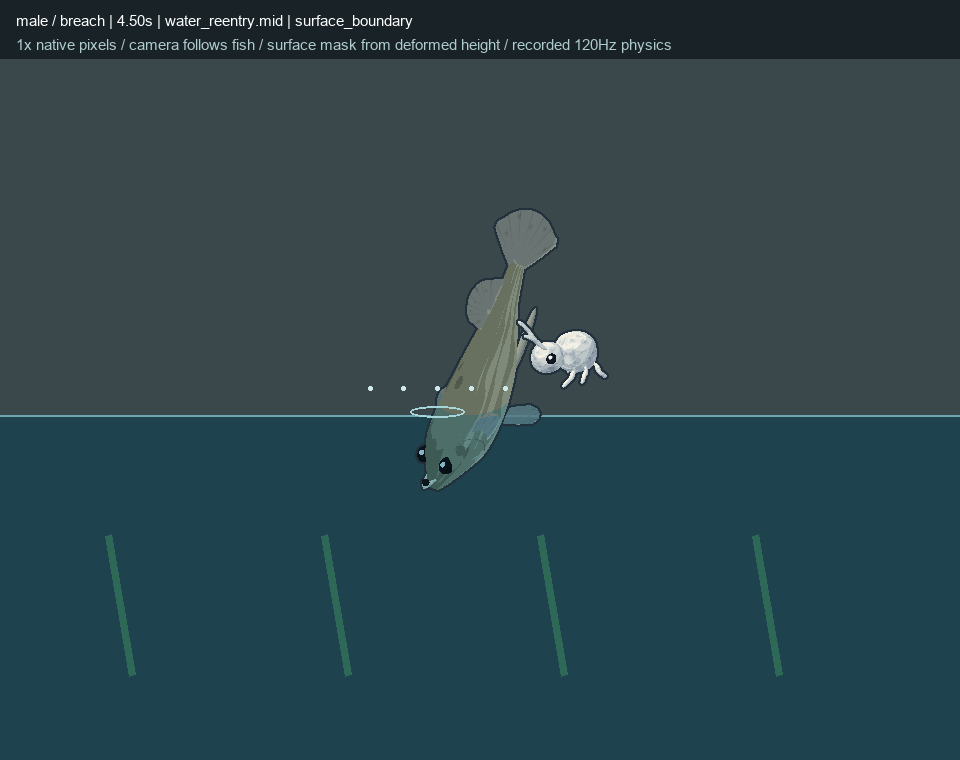 male / breach | 4.50s | water_reentry.mid | surface_boundary
1x native pixels / camera follows fish / surface mask from deformed height / recorded 120Hz physics